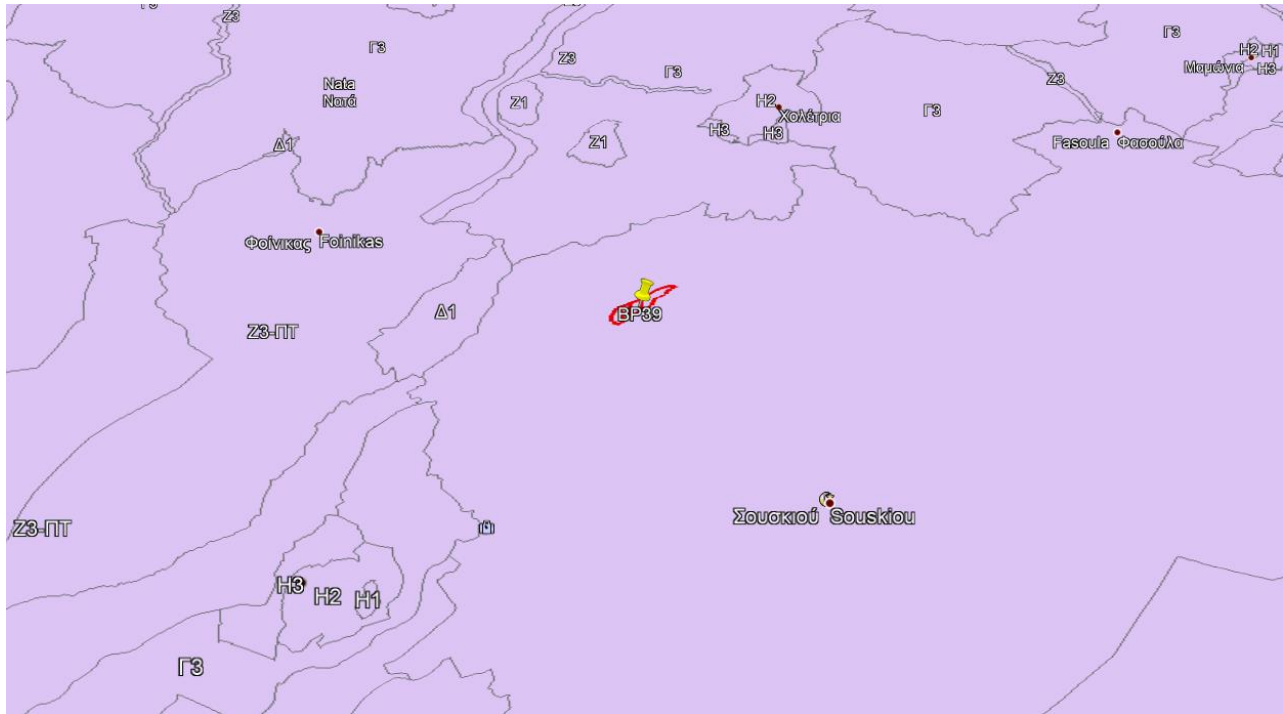 Z3
Γ3
Γ3
Z3
Γ3
H2 H1
Μαμώνια
H3
Nata
Νατά
Z1
H2
Χολέτρια
H3
H3
Γ3
Z3
Δ1
Z1
Fasoula Φασούλα
Φοίνικας Foinikas
Δ1
BP39
Z3-ΠΤ
Z3-ΠΤ
Σουσκιού Souskiou
H3
H2
H1
Γ3